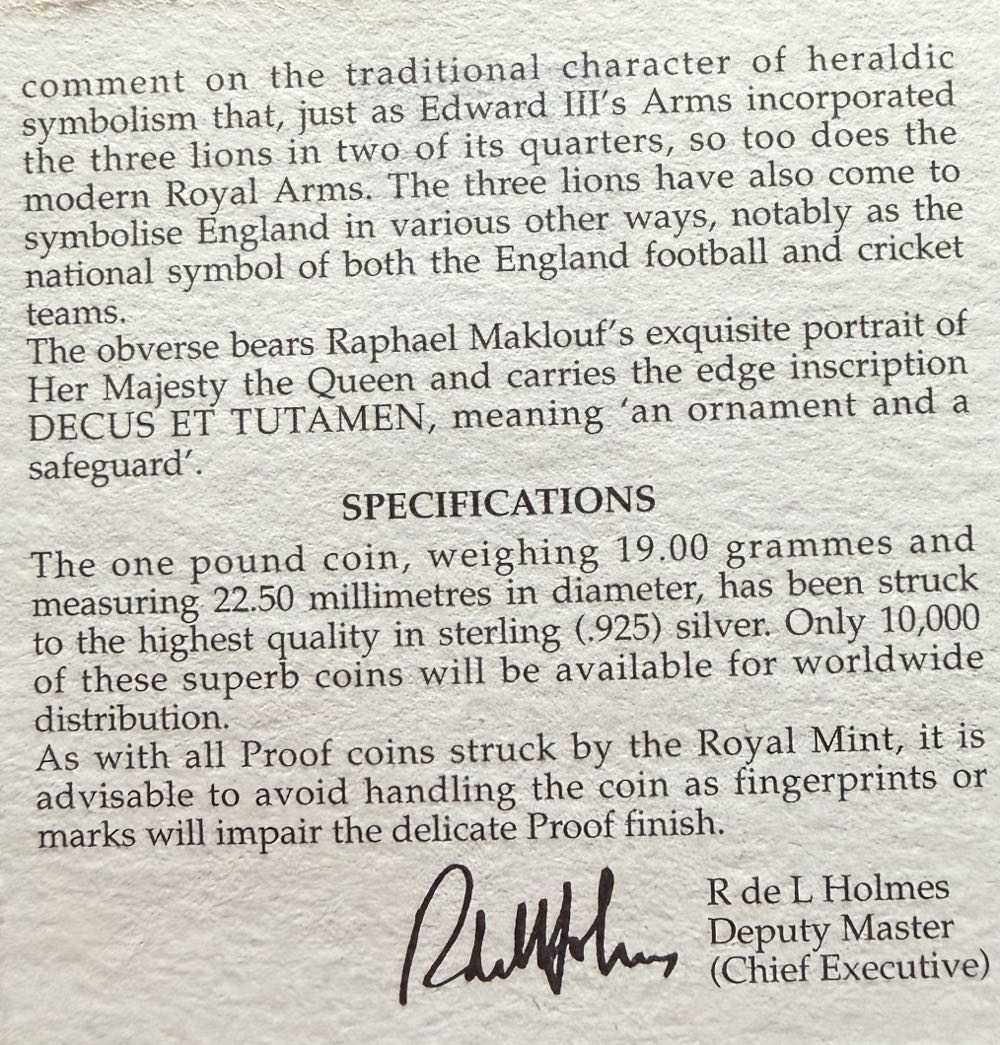 comment on the traditional character of heraldic
symbolism that, just as Edward III's Arms incorporated
the three lions in two of its quarters, so too does the
modern Royal Arms. The three lions have also come to
symbolise England in various other ways, notably as the
national symbol of both the England football and cricket
teams.
The obverse bears Raphael Maklouf's exquisite portrait of
Her Majesty the Queen and carries the edge inscription
DECUS ET TUTAMEN, meaning 'an ornament and a
safeguard'.
SPECIFICATIONS
The one pound coin, weighing 19.00 grammes and
measuring 22.50 millimetres in diameter, has been struck
to the highest quality in sterling (.925) silver. Only 10,000
of these superb coins will be available for worldwide
distribution.
As with all Proof coins struck by the Royal Mint, it is
advisable to avoid handling the coin as fingerprints or
marks will impair the delicate Proof finish.
R de L Holmes
Deputy Master
(Chief Executive)